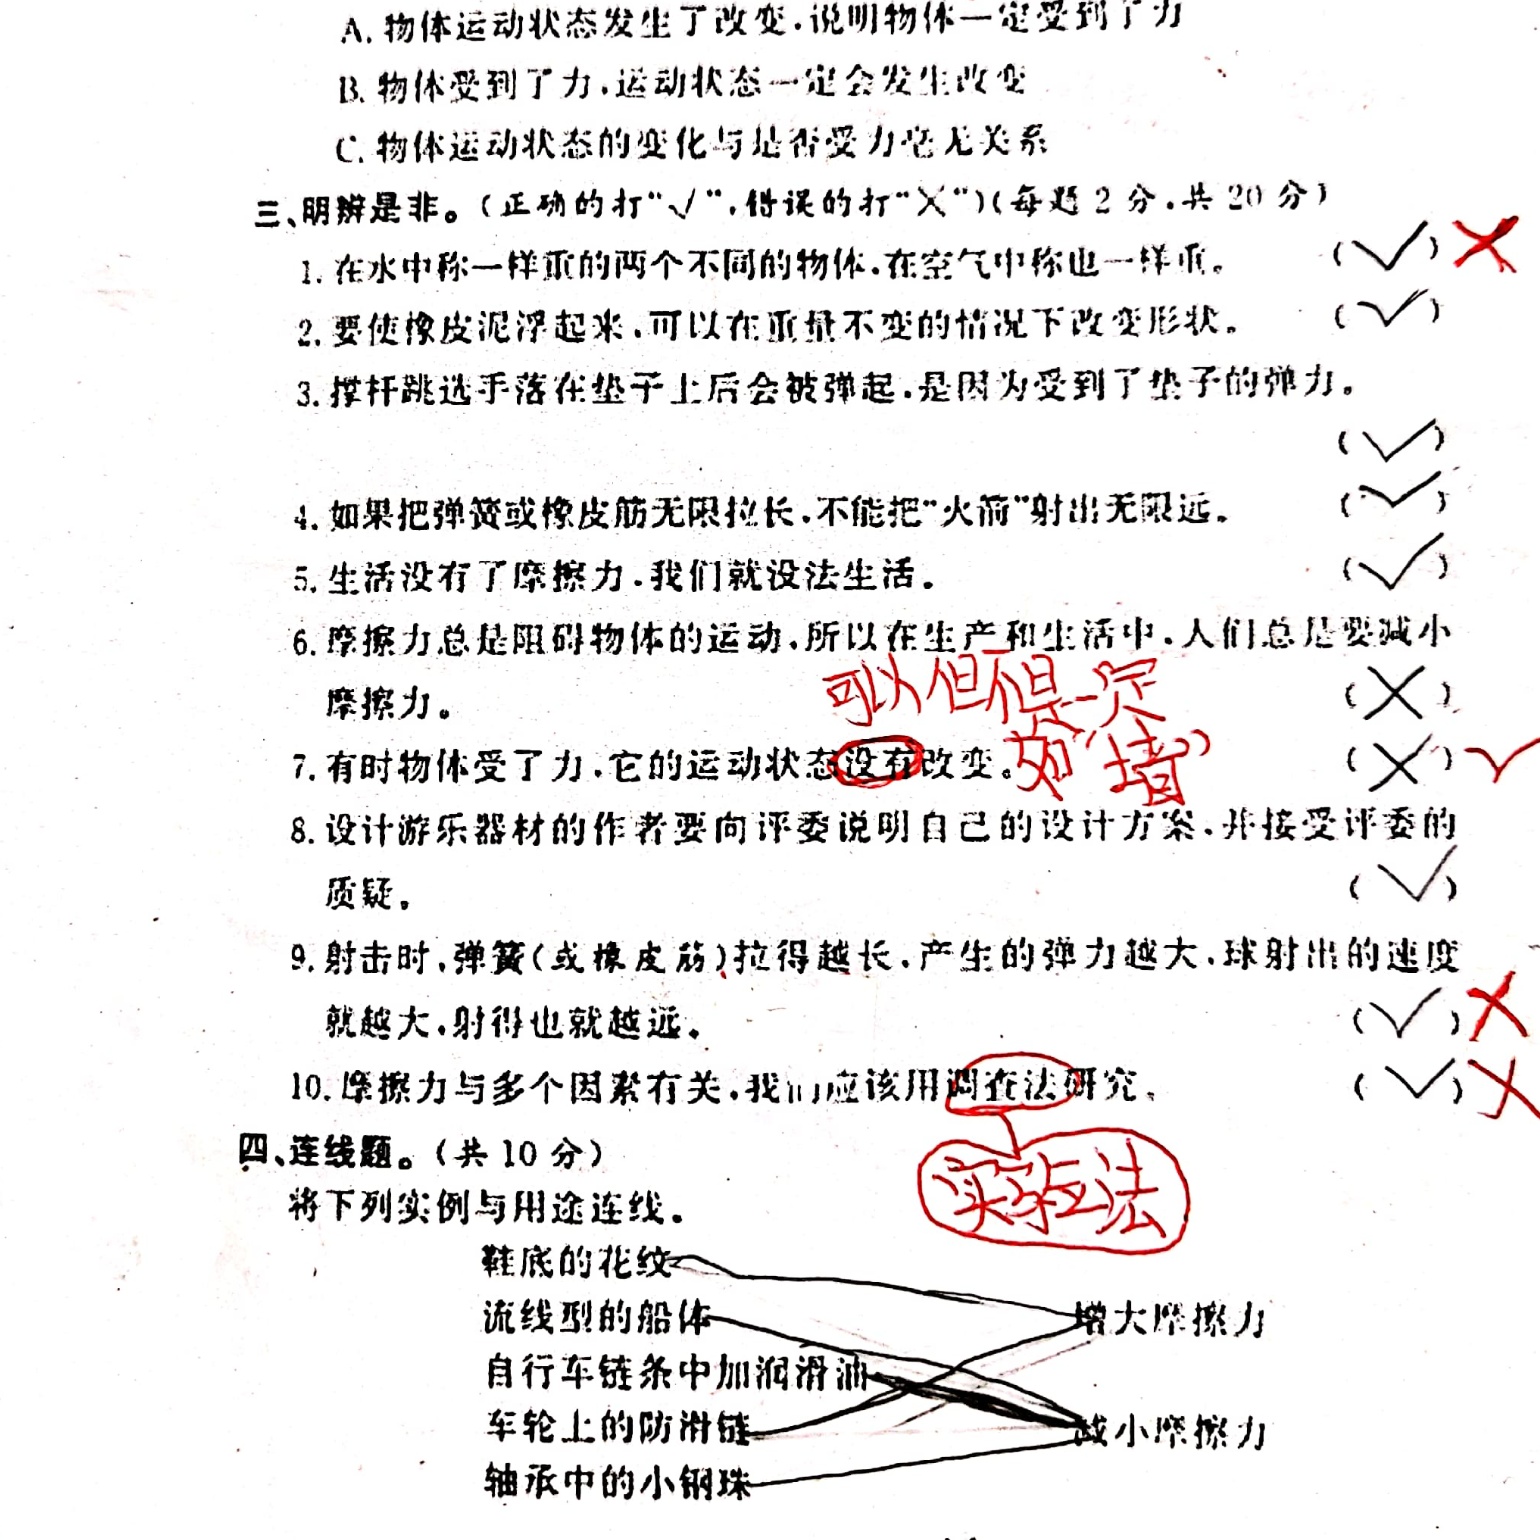 A. 物体运动状态发生了改变,说明物体一定受到了力
B. 物体受到了力,运动状态一定会发生改变
C. 物体运动状态的变化与是否受力毫无关系
三、明辨是非。(正确的打“√”,错误的打“×”)(每题2分,共20分)
1. 在水中称一样重的两个不同的物体,在空气中称也一样重。 (√) ×
2. 要使橡皮泥浮起来,可以在重量不变的情况下改变形状。 (√)
3. 撑杆跳选手落在垫子上后会被弹起,是因为受到了垫子的弹力。
(√)
4. 如果把弹簧或橡皮筋无限拉长,不能把“火箭”射出无限远。 (√)
5. 生活没有了摩擦力,我们就没法生活。 (√)
6. 摩擦力总是阻碍物体的运动,所以在生产和生活中,人们总是要减小
摩擦力。 (×)
可以但不是一定
7. 有时物体受了力,它的运动状态没有改变。 (×) √
如“墙”
8. 设计游乐器材的作者要向评委说明自己的设计方案,并接受评委的
质疑。 (√)
9. 射击时,弹簧(或橡皮筋)拉得越长,产生的弹力越大,球射出的速度
就越大,射得也就越远。 (√) ×
10. 摩擦力与多个因素有关,我们应该用调查法研究。 (√) ×
实验法
四、连线题。(共10分)
将下列实例与用途连线。
鞋底的花纹
流线型的船体 增大摩擦力
自行车链条中加润滑油
车轮上的防滑链 减小摩擦力
轴承中的小钢珠